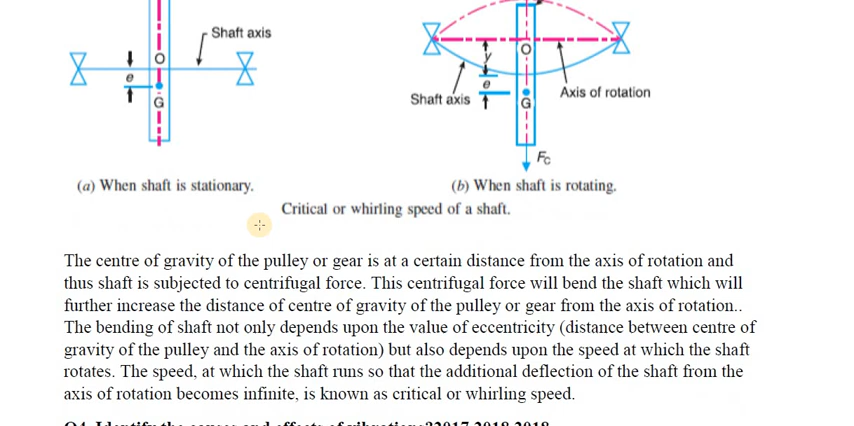 Shaft axis
O
e
G
O
y
e
G
Shaft axis
Axis of rotation
Fc
(a) When shaft is stationary.
(b) When shaft is rotating.
Critical or whirling speed of a shaft.
The centre of gravity of the pulley or gear is at a certain distance from the axis of rotation and
thus shaft is subjected to centrifugal force. This centrifugal force will bend the shaft which will
further increase the distance of centre of gravity of the pulley or gear from the axis of rotation..
The bending of shaft not only depends upon the value of eccentricity (distance between centre of
gravity of the pulley and the axis of rotation) but also depends upon the speed at which the shaft
rotates. The speed, at which the shaft runs so that the additional deflection of the shaft from the
axis of rotation becomes infinite, is known as critical or whirling speed.